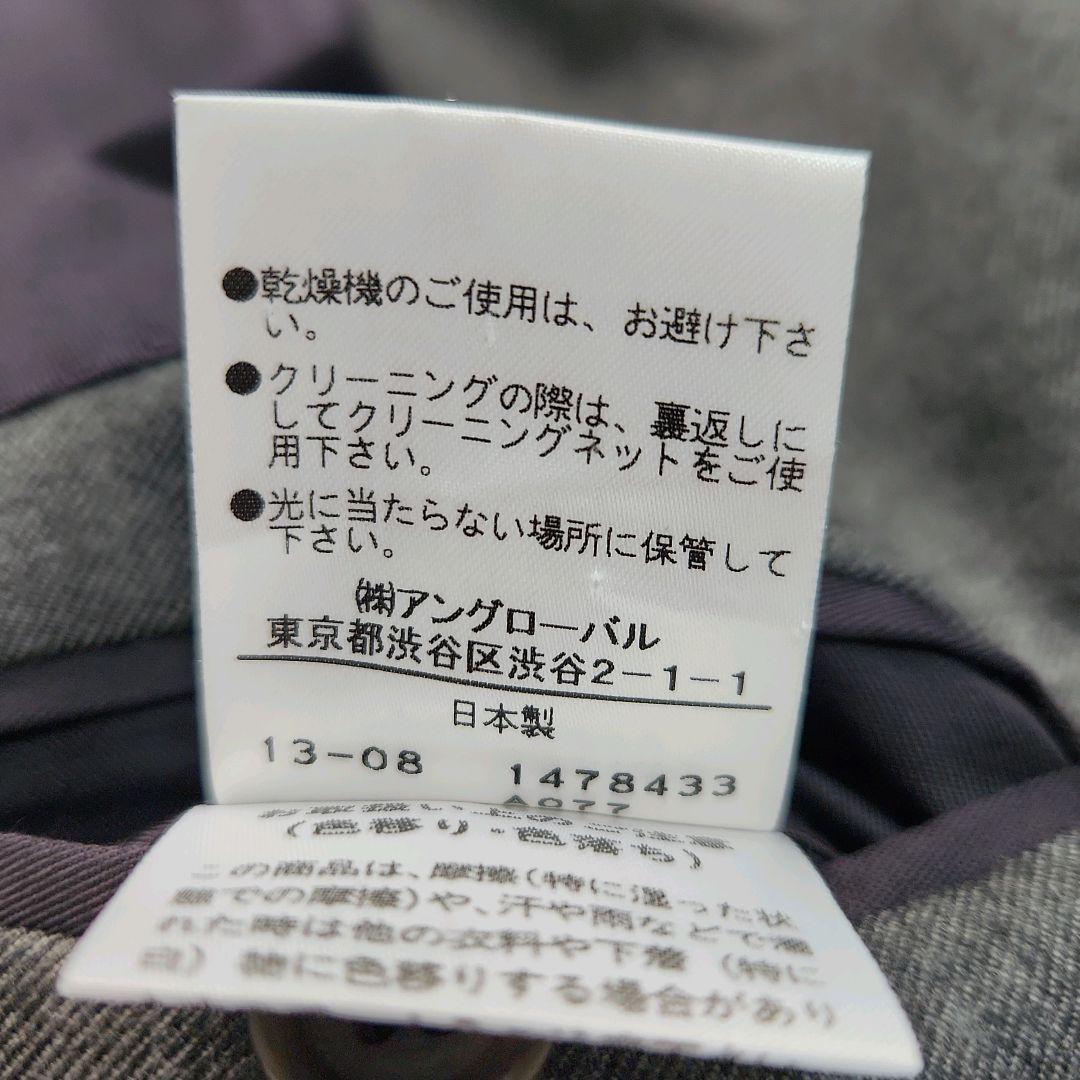 ●乾燥機のご使用は、お避け下さ
い。
●クリーニングの際は、裏返しに
してクリーニングネットをご使
用下さい。
●光に当たらない場所に保管して
下さい。
㈱アングローバル
東京都渋谷区渋谷2-1-1
日本製
13-08 1478433
この商品は、摩擦(特に湿った状
態での摩擦)や、汗や雨などで濡
れた時は他の衣料や下着(特に
白)等に色移りする場合があり